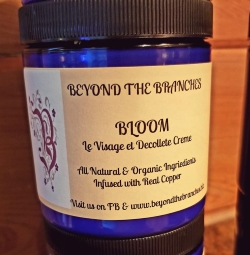 BEYOND THE BRANCHES
BLOOM
Le Visage et Decollete Creme
All Natural & Organic Ingredients
Infused with Real Copper
Visit us on FB & www.beyondthebranches